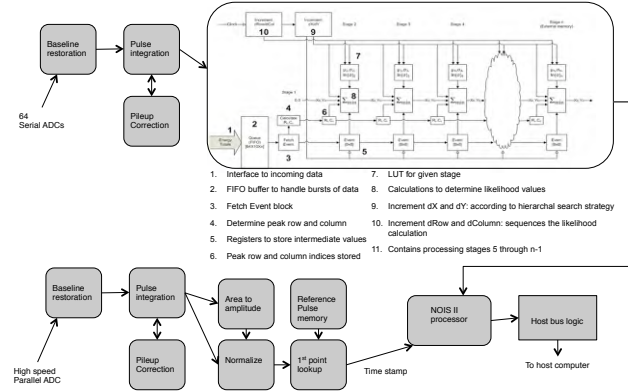 Baseline
restoration
Pulse
integration
Pileup
Correction
64
Serial ADCs
10
9
Stage 2
Stage 3
Stage 4
Stage 1
7
8
6
5
4
3
2
1
Fetch
Event
1. Interface to incoming data
2. FIFO buffer to handle bursts of data
3. Fetch Event block
4. Determine peak row and column
5. Registers to store intermediate values
6. Peak row and column indices stored
7. LUT for given stage
8. Calculations to determine likelihood values
9. Increment dX and dY: according to hierarchal search strategy
10. Increment dRow and dColumn: sequences the likelihood
calculation
11. Contains processing stages 5 through n-1
Baseline
restoration
Pulse
integration
Pileup
Correction
High speed
Parallel ADC
Area to
amplitude
Normalize
Reference
Pulse
memory
1st point
lookup
Time stamp
NOIS II
processor
Host bus logic
To host computer